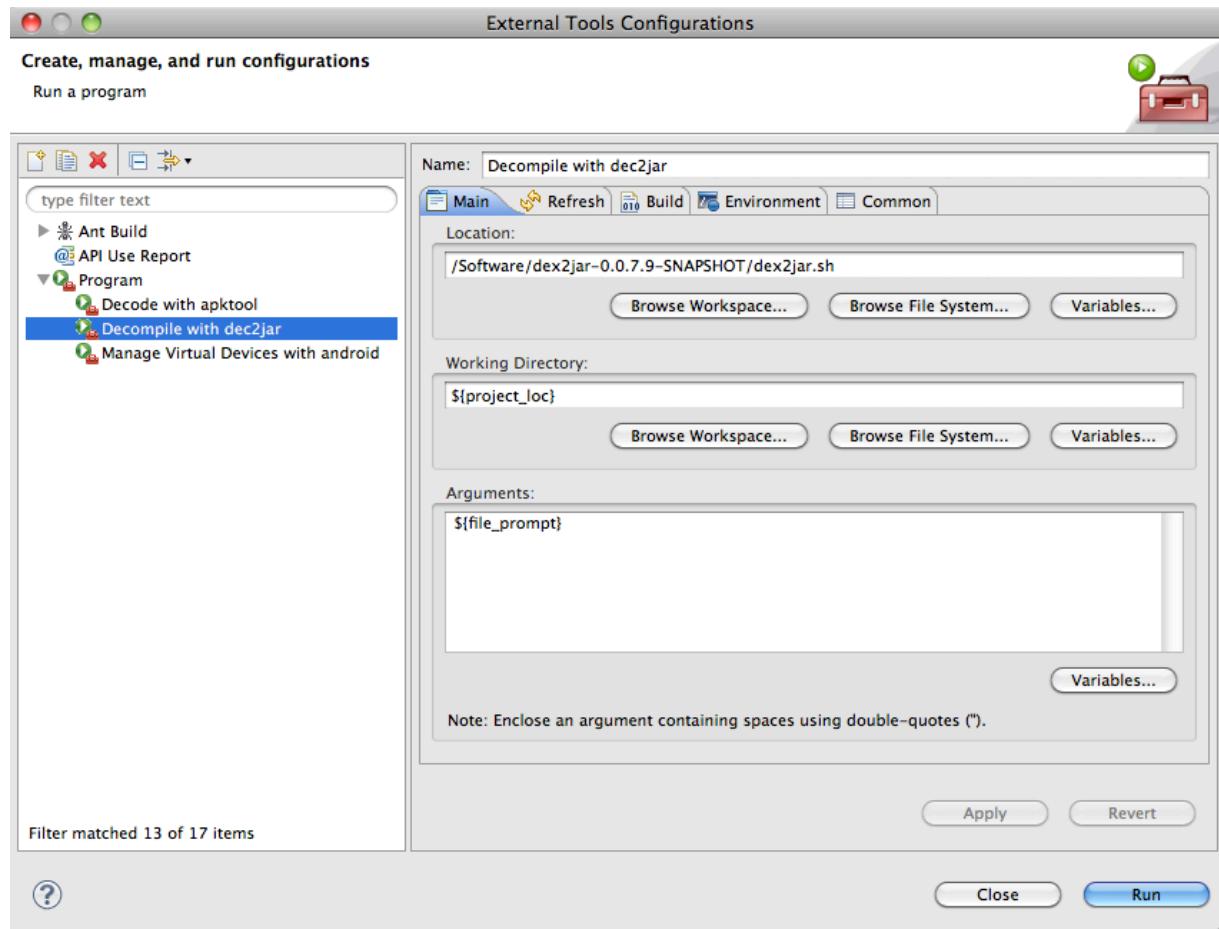 External Tools Configurations
Create, manage, and run configurations
Run a program
type filter text
Ant Build
API Use Report
Program
Decode with apktool
Decompile with dec2jar
Manage Virtual Devices with android
Filter matched 13 of 17 items
Name: Decompile with dec2jar
Main Refresh Build Environment Common
Location:
/Software/dex2jar-0.0.7.9-SNAPSHOT/dex2jar.sh
Browse Workspace... Browse File System... Variables...
Working Directory:
${project_loc}
Browse Workspace... Browse File System... Variables...
Arguments:
${file_prompt}
Variables...
Note: Enclose an argument containing spaces using double-quotes (").
Apply Revert
? Close Run